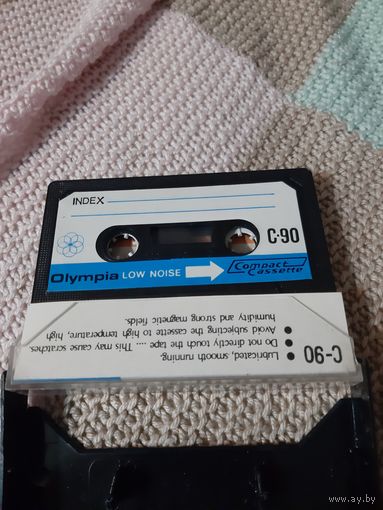 INDEX
C·90
Olympia LOW NOISE
Compact
Cassette
C-90
Lubricated, smooth running.
● Do not directly touch the tape .... This may cause scratches.
● Avoid subjecting the cassette to high temperature, high
humidity and strong magnetic fields.
www.ay.by